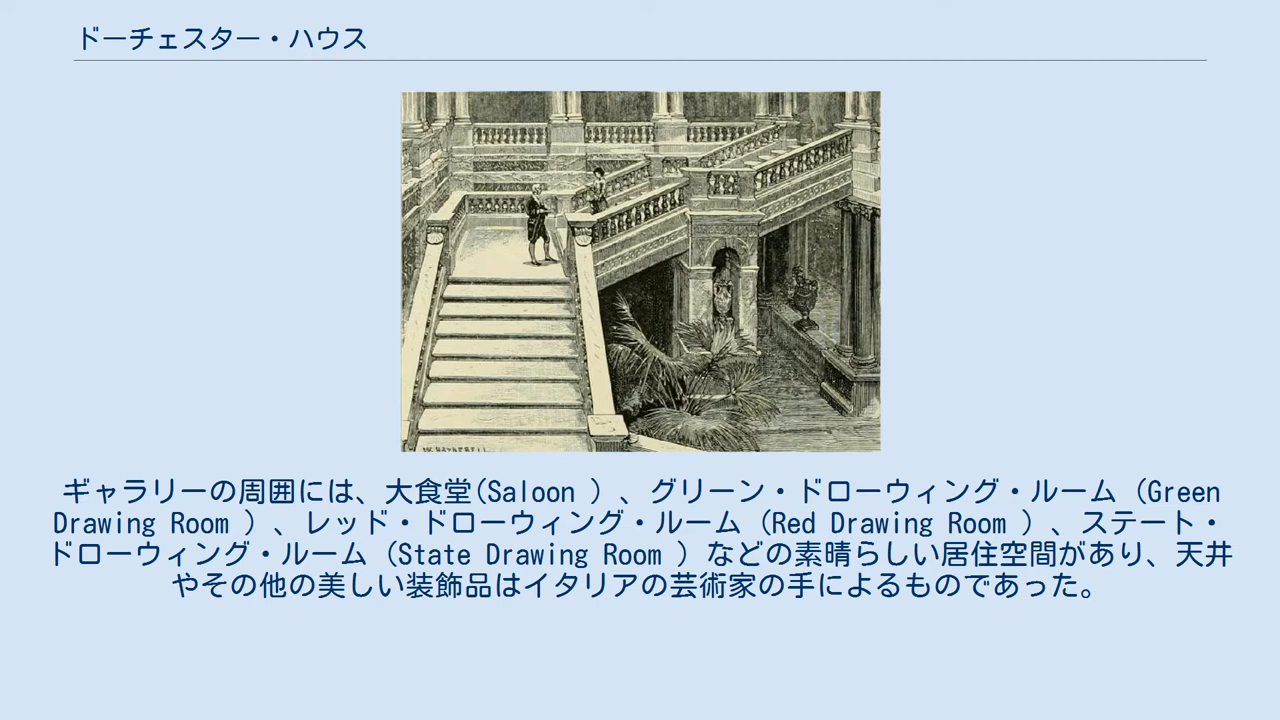 ドーチェスター・ハウス
ギャラリーの周囲には、大食堂(Saloon )、グリーン・ドローウィング・ルーム (Green
Drawing Room )、レッド・ドローウィング・ルーム (Red Drawing Room )、ステート・
ドローウィング・ルーム (State Drawing Room ) などの素晴らしい居住空間があり、天井
やその他の美しい装飾品はイタリアの芸術家の手によるものであった。